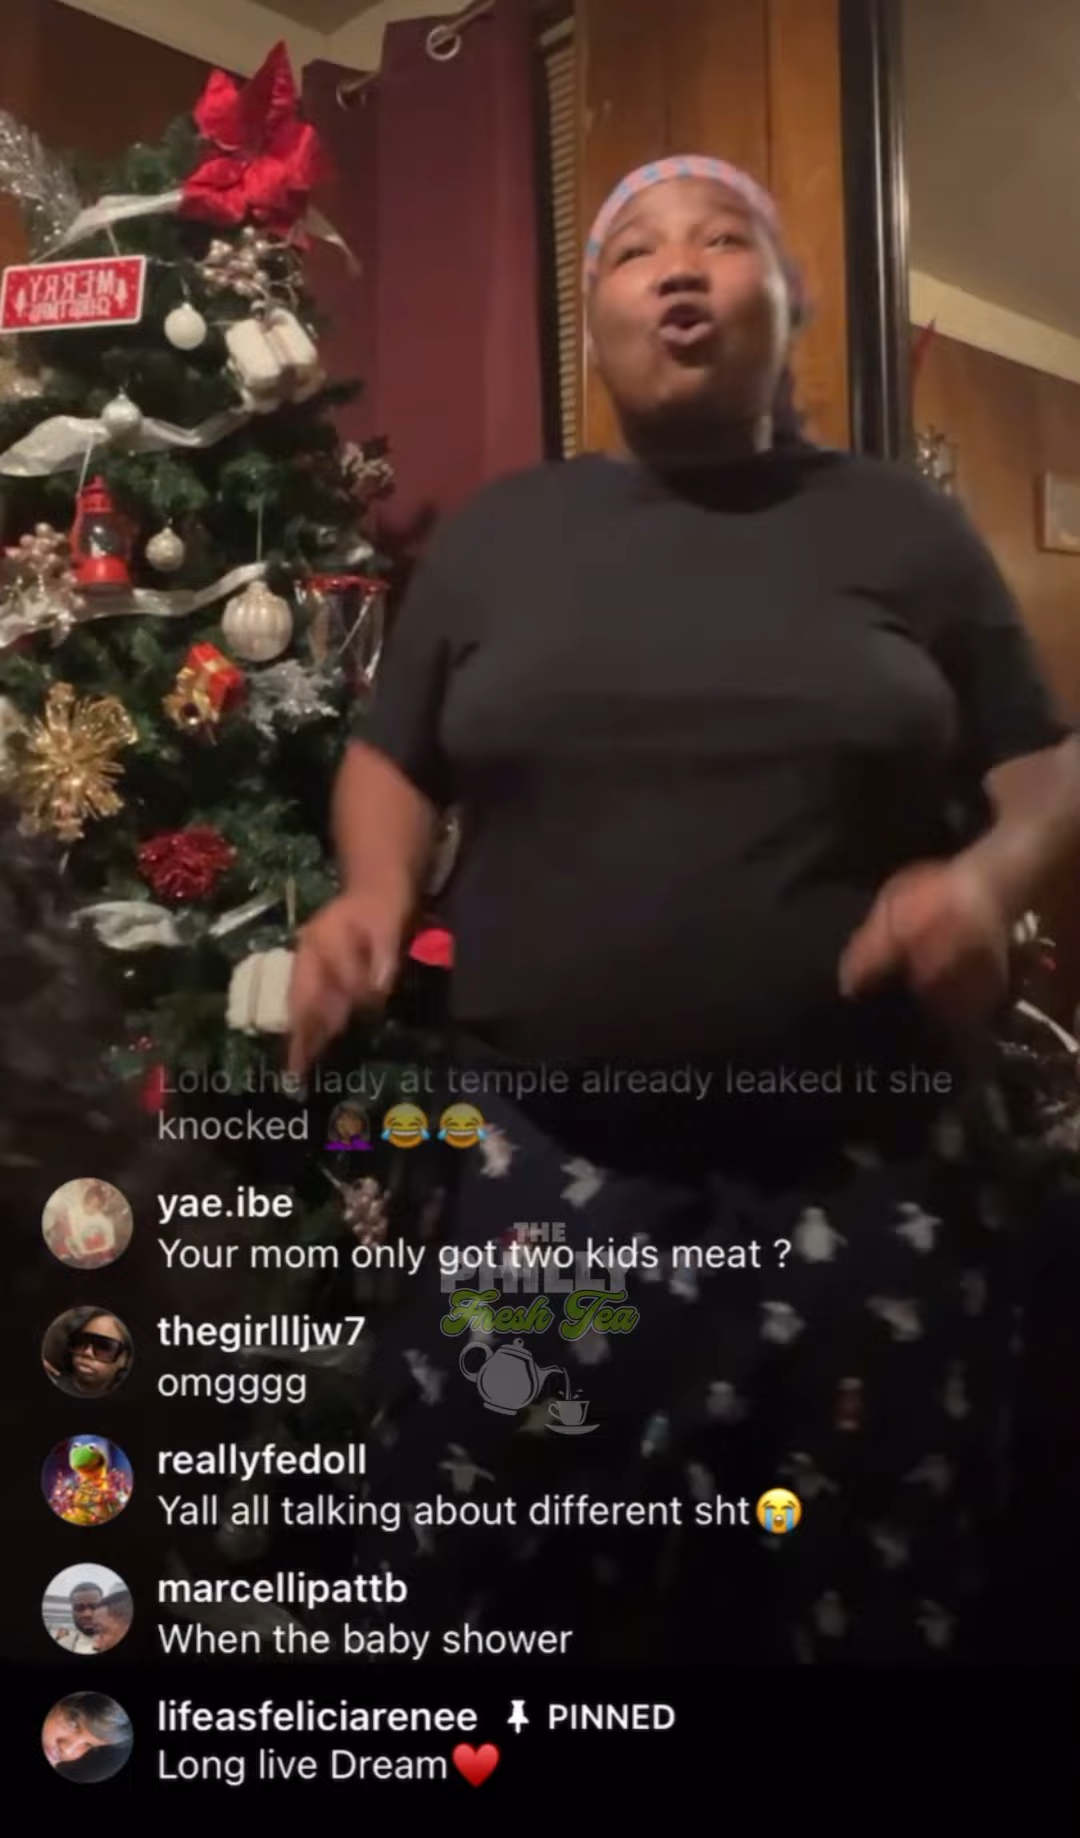 MERRY
CHRISTMAS
Lolo the lady at temple already leaked it she
knocked 🤦🏾‍♀️😂😂
yae.ibe
Your mom only got two kids meat ?
THE
PHILLY
Fresh Tea
thegirlllljw7
omgggg
reallyfedoll
Yall all talking about different sht😭
marcellipattb
When the baby shower
lifeasfeliciarenee PINNED
Long live Dream❤️